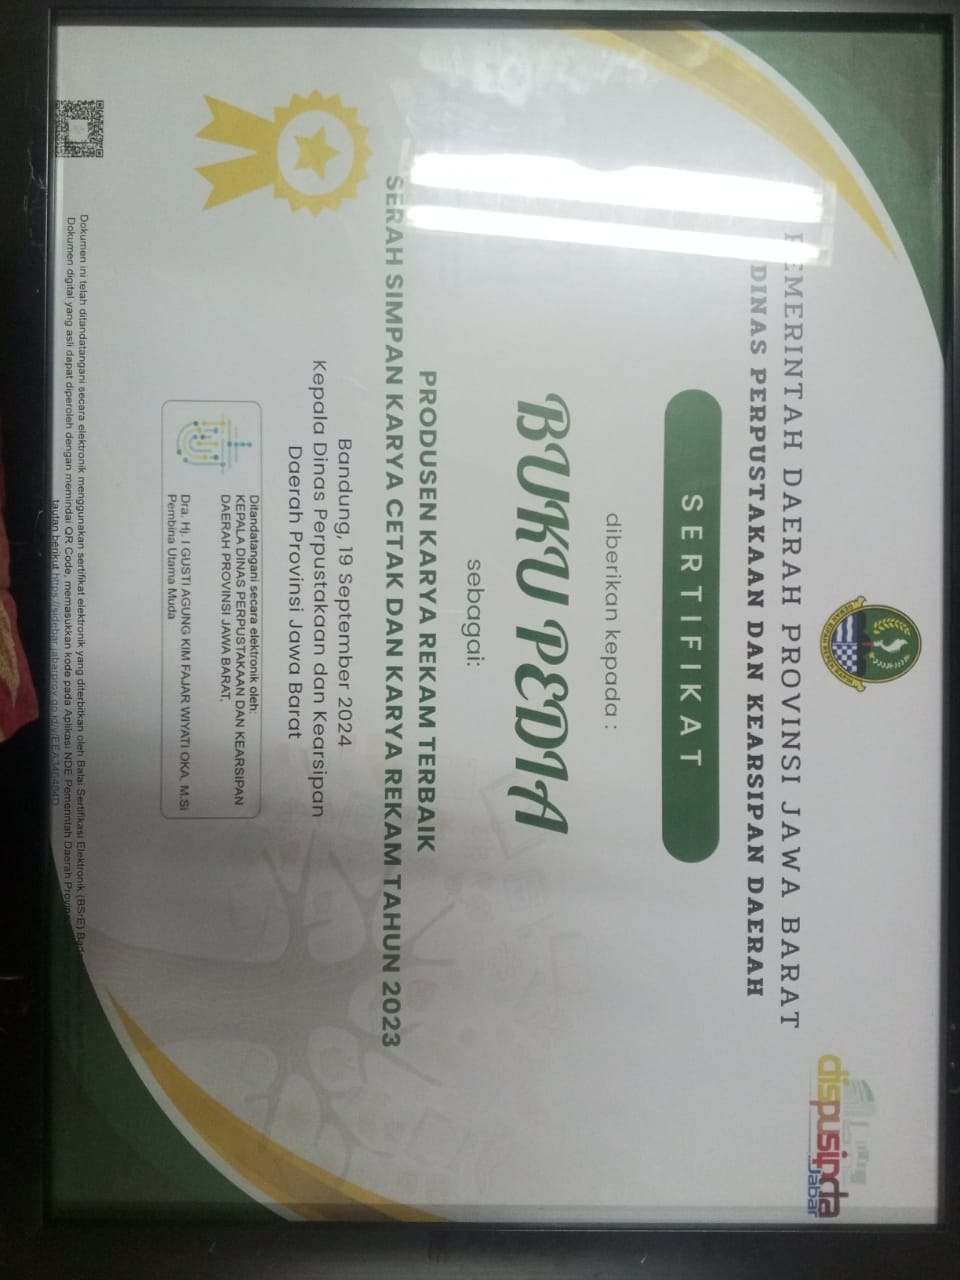 GEMAH RIPAH REPEH RAPIH
dispusipda
Jabar
PEMERINTAH DAERAH PROVINSI JAWA BARAT
DINAS PERPUSTAKAAN DAN KEARSIPAN DAERAH
SERTIFIKAT
diberikan kepada :
BUKU PEDIA
sebagai:
PRODUSEN KARYA REKAM TERBAIK
SERAH SIMPAN KARYA CETAK DAN KARYA REKAM TAHUN 2023
Bandung, 19 September 2024
Kepala Dinas Perpustakaan dan Kearsipan
Daerah Provinsi Jawa Barat
Ditandatangani secara elektronik oleh:
KEPALA DINAS PERPUSTAKAAN DAN KEARSIPAN
DAERAH PROVINSI JAWA BARAT,
Dra. Hj. I GUSTI AGUNG KIM FAJAR WIYATI OKA, M.Si
Pembina Utama Muda
Dokumen ini telah ditandatangani secara elektronik menggunakan sertifikat elektronik yang diterbitkan oleh Balai Sertifikasi Elektronik (BSrE)
Dokumen digital yang asli dapat diperoleh dengan memindai QR Code, memasukkan kode pada Aplikasi NDE Pemerintah Daerah
tautan berikut https://sidebar.jabarprov.go.id/v/